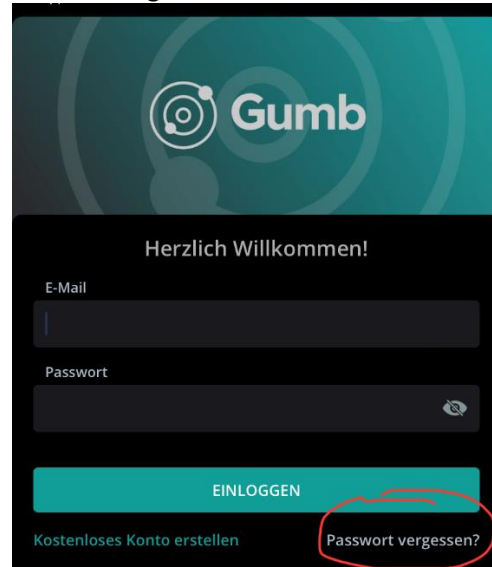 Gumb
Herzlich Willkommen!
E-Mail
Passwort
EINLOGGEN
Kostenloses Konto erstellen
Passwort vergessen?